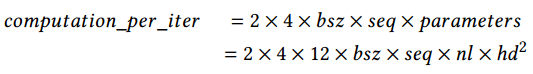 computation_per_iter = 2 × 4 × bsz × seq × parameters
= 2 × 4 × 12 × bsz × seq × nl × hd²